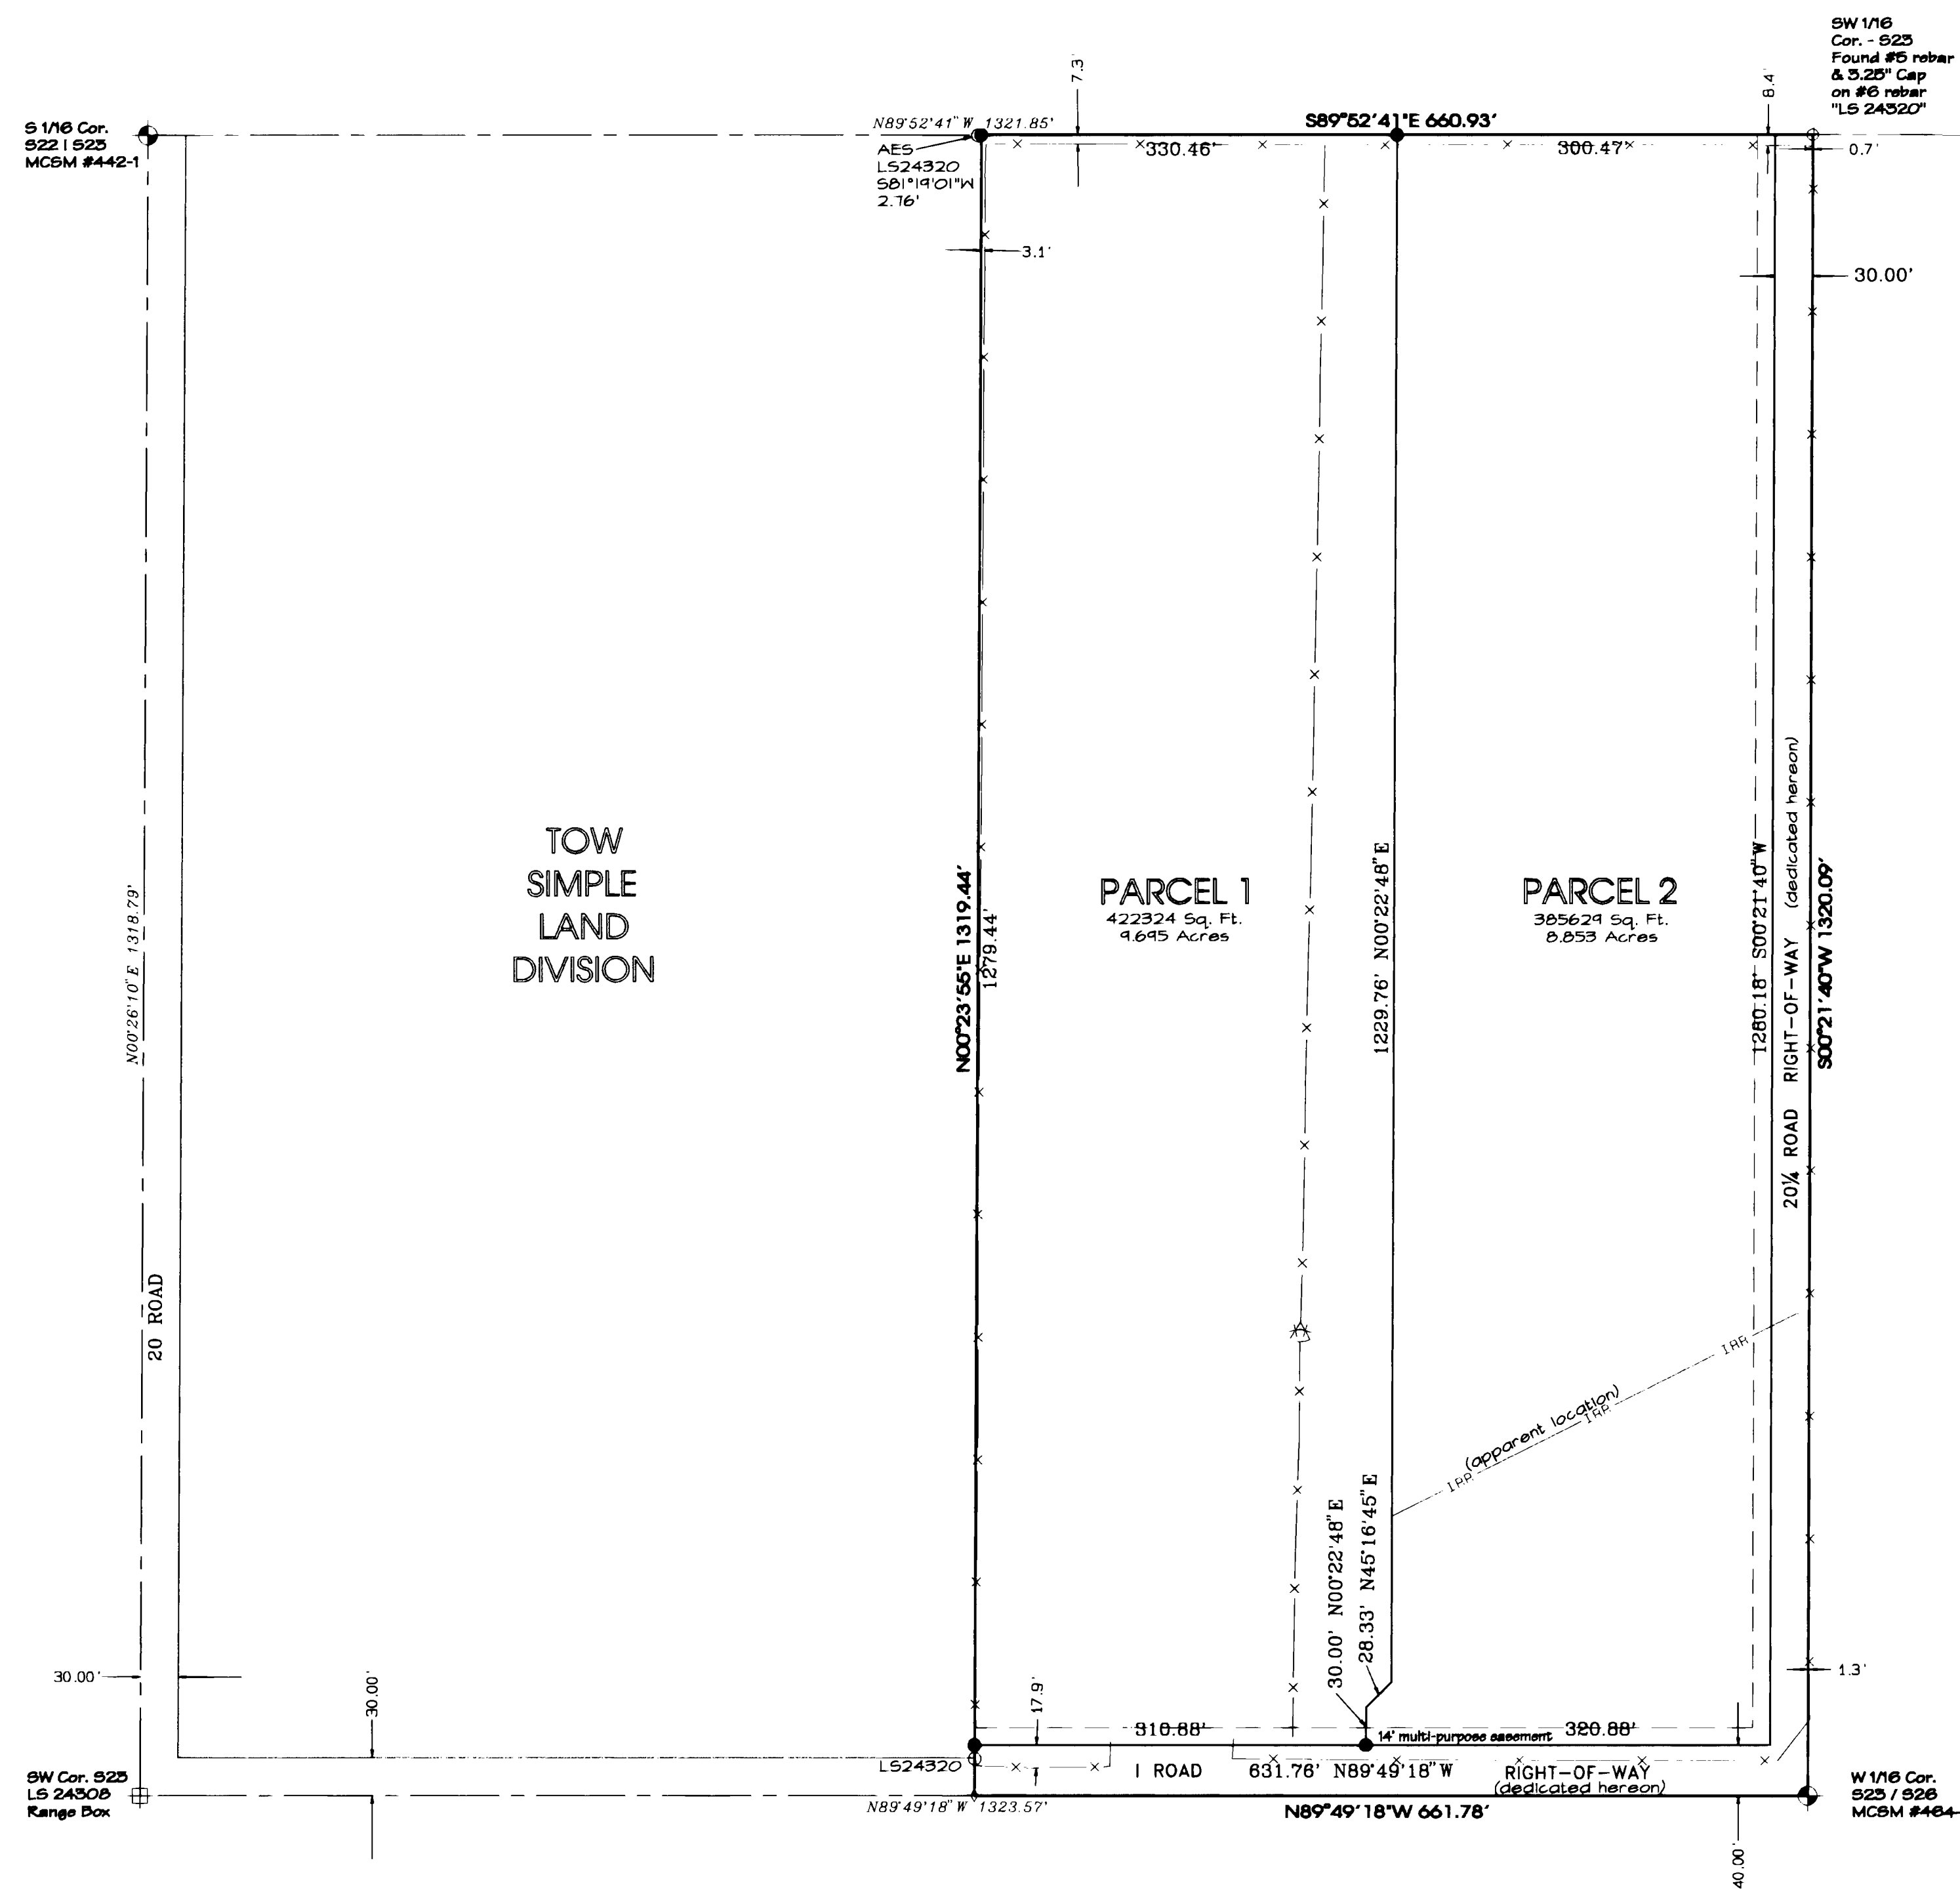 SW 1/16
Cor. - S23
Found #5 rebar
& 3.25" Cap
on #6 rebar
"LS 24320"
7.3'
8.4'
S 1/16 Cor.
S22 | S23
MCSM #442-1
N89°52'41"W 1321.85'
S89°52'41"E 660.93'
AES
LS24320
S81°19'01"W
2.76'
330.46'
300.47'
0.7'
3.1'
30.00'
TOW
SIMPLE
LAND
DIVISION
N00°26'10"E 1318.79'
20 ROAD
N00°23'55"E 1319.44'
1279.44'
PARCEL 1
422324 Sq. Ft.
9.695 Acres
1229.76' N00°22'48"E
PARCEL 2
385629 Sq. Ft.
8.853 Acres
1280.18' S00°21'40"W
20¼ ROAD RIGHT-OF-WAY (dedicated hereon)
S00°21'40"W 1320.09'
IRR
(apparent location)
IRR
IRR
30.00' N00°22'48"E
28.33' N45°16'45"E
30.00'
30.00'
17.9'
1.3'
310.88'
14' multi-purpose easement
320.88'
LS24320
I ROAD 631.76' N89°49'18"W RIGHT-OF-WAY
(dedicated hereon)
SW Cor. S23
LS 24306
Range Box
N89°49'18"W 1323.57'
N89°49'18"W 661.78'
W 1/16 Cor.
S23 / S26
MCSM #464-
40.00'